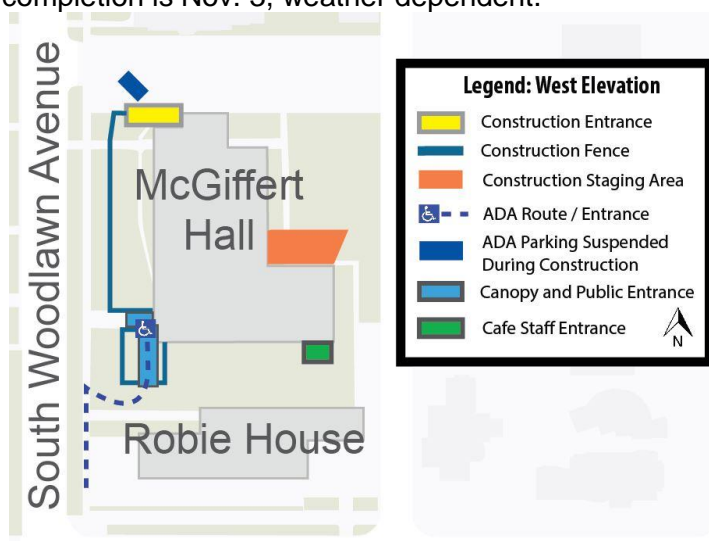 completion is Nov. 5, weather dependent.
South Woodlawn Avenue
McGiffert
Hall
Robie House
Legend: West Elevation
Construction Entrance
Construction Fence
Construction Staging Area
ADA Route / Entrance
ADA Parking Suspended
During Construction
Canopy and Public Entrance
Cafe Staff Entrance
N